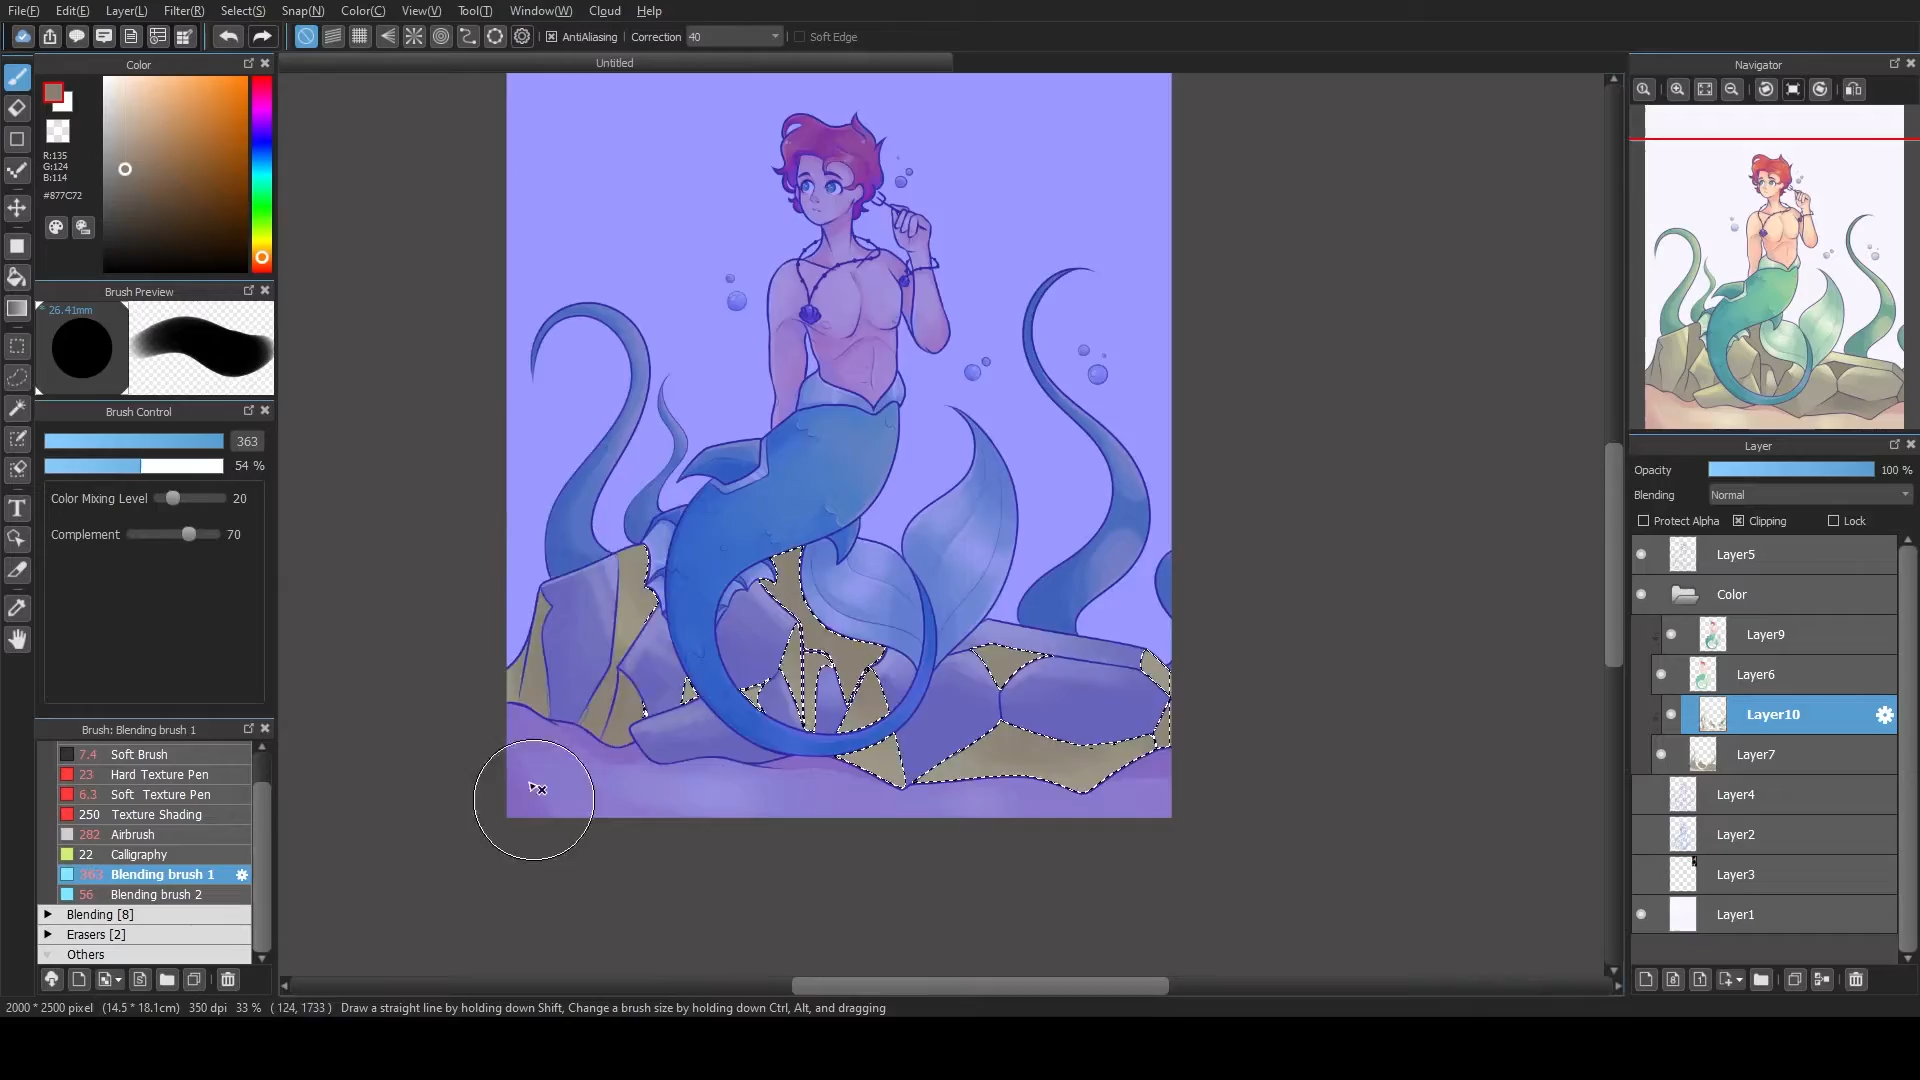 File(F) Edit(E) Layer(L) Filter(R) Select(S) Snap(N) Color(C) View(V) Tool(T) Window(W) Cloud Help
AntiAliasing Correction 40 Soft Edge
Color
Untitled
Navigator
R:135
G:124
B:114
#877C72
Brush Preview
26.41mm
Brush Control
363
54 %
Color Mixing Level 20
Complement 70
Brush: Blending brush 1
7.4 Soft Brush
23 Hard Texture Pen
6.3 Soft Texture Pen
250 Texture Shading
282 Airbrush
22 Calligraphy
363 Blending brush 1
56 Blending brush 2
Blending [8]
Erasers [2]
Others
Layer
Opacity 100 %
Blending Normal
Protect Alpha Clipping Lock
Layer5
Color
Layer9
Layer6
Layer10
Layer7
Layer4
Layer2
Layer3
Layer1
2000 * 2500 pixel (14.5 * 18.1cm) 350 dpi 33 % ( 124, 1733 ) Draw a straight line by holding down Shift, Change a brush size by holding down Ctrl, Alt, and dragging